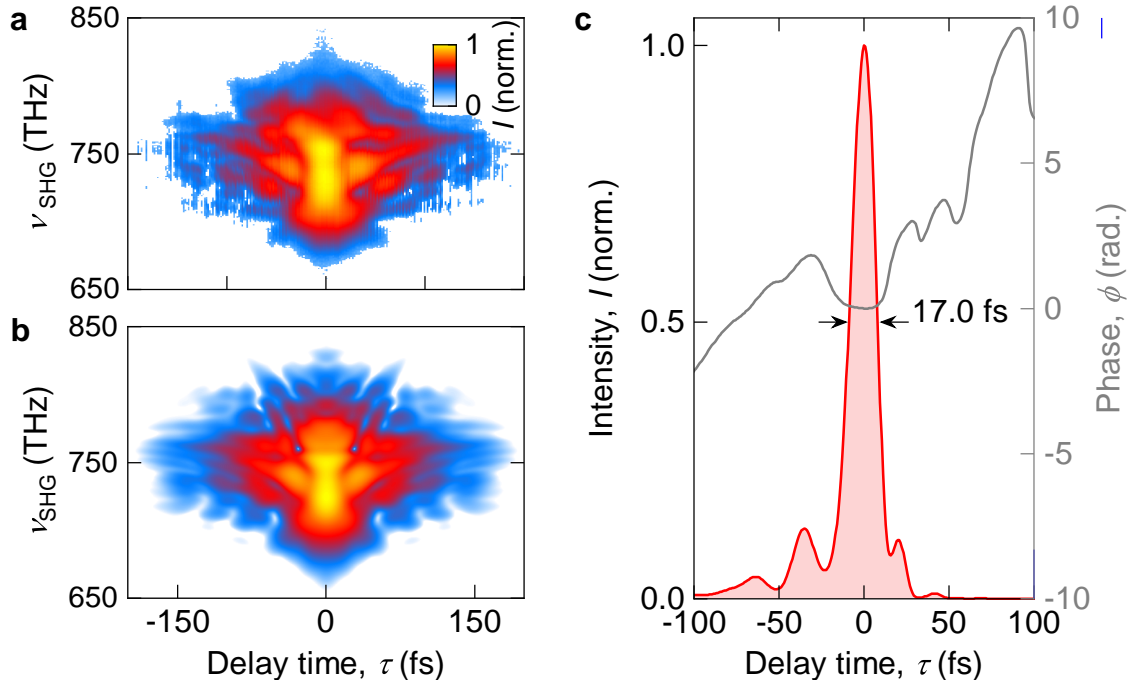 a
850
750
650
ν SHG (THz)
1
0
I (norm.)
b
850
750
650
νSHG (THz)
-150
0
150
Delay time, τ (fs)
c
1.0
0.5
0.0
Intensity, I (norm.)
17.0 fs
-100
-50
0
50
100
Delay time, τ (fs)
10
5
0
-5
-10
Phase, ϕ (rad.)